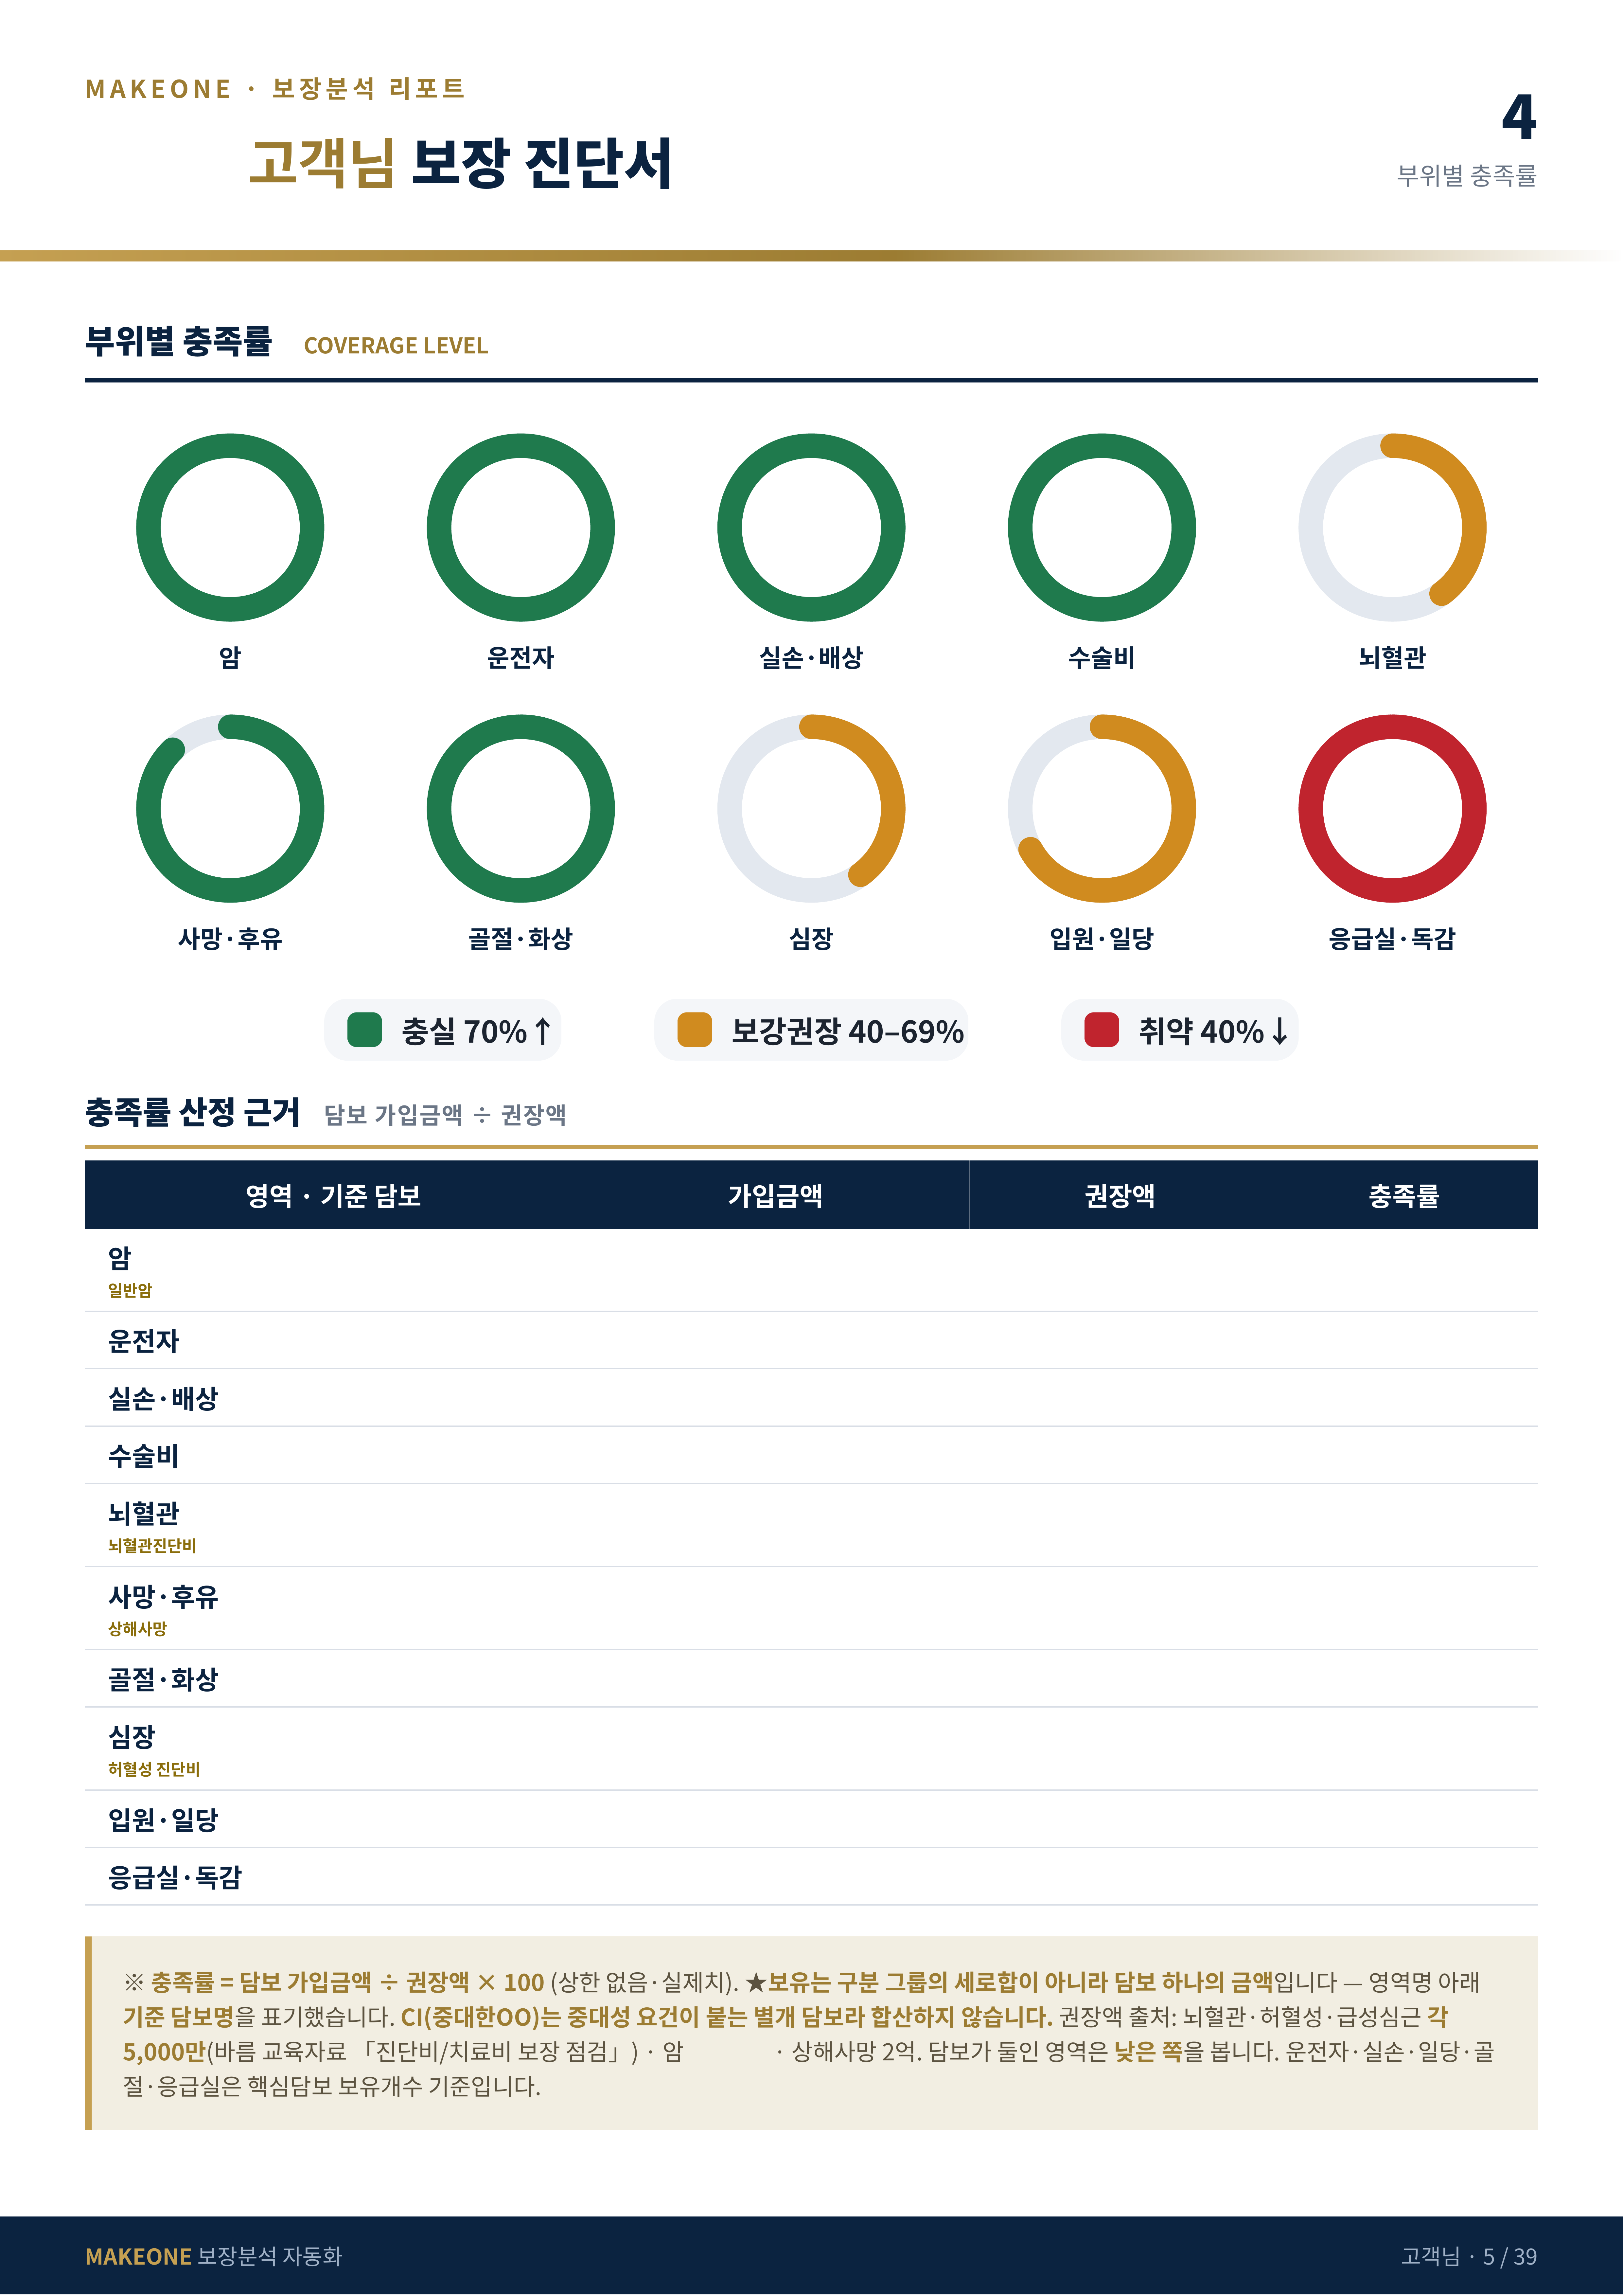 MAKEONE · 보장분석 리포트
고객님 보장 진단서
4
부위별 충족률
부위별 충족률 COVERAGE LEVEL
암 운전자 실손·배상 수술비 뇌혈관
사망·후유 골절·화상 심장 입원·일당 응급실·독감
충실 70%↑ 보강권장 40–69% 취약 40%↓
충족률 산정 근거 담보 가입금액 ÷ 권장액
영역 · 기준 담보 가입금액 권장액 충족률
암
일반암
운전자
실손·배상
수술비
뇌혈관
뇌혈관진단비
사망·후유
상해사망
골절·화상
심장
허혈성 진단비
입원·일당
응급실·독감
※ 충족률 = 담보 가입금액 ÷ 권장액 × 100 (상한 없음·실제치). ★보유는 구분 그룹의 세로합이 아니라 담보 하나의 금액입니다 — 영역명 아래
기준 담보명을 표기했습니다. CI(중대한OO)는 중대성 요건이 붙는 별개 담보라 합산하지 않습니다. 권장액 출처: 뇌혈관·허혈성·급성심근 각
5,000만(바름 교육자료 「진단비/치료비 보장 점검」) · 암 · 상해사망 2억. 담보가 둘인 영역은 낮은 쪽을 봅니다. 운전자·실손·일당·골
절·응급실은 핵심담보 보유개수 기준입니다.
MAKEONE 보장분석 자동화
고객님 · 5 / 39